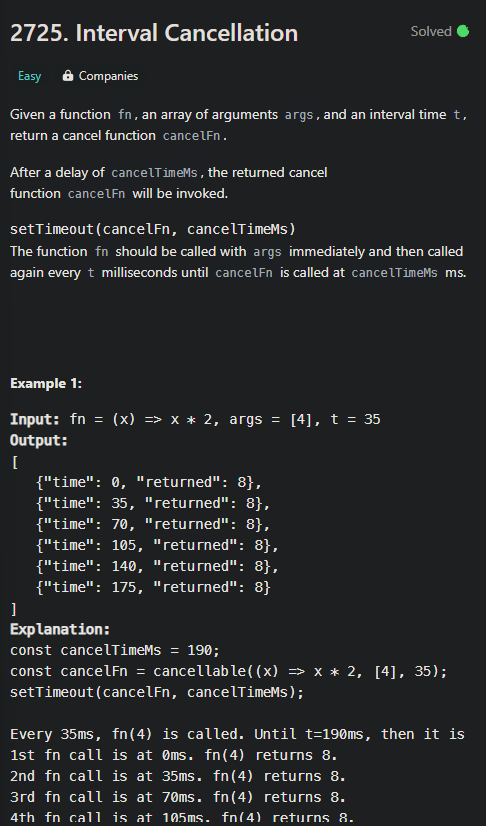 2725. Interval Cancellation
Solved
Easy
Companies
Given a function fn, an array of arguments args, and an interval time t,
return a cancel function cancelFn.
After a delay of cancelTimeMs, the returned cancel
function cancelFn will be invoked.
setTimeout(cancelFn, cancelTimeMs)
The function fn should be called with args immediately and then called
again every t milliseconds until cancelFn is called at cancelTimeMs ms.
Example 1:
Input: fn = (x) => x * 2, args = [4], t = 35
Output:
[
{"time": 0, "returned": 8},
{"time": 35, "returned": 8},
{"time": 70, "returned": 8},
{"time": 105, "returned": 8},
{"time": 140, "returned": 8},
{"time": 175, "returned": 8}
]
Explanation:
const cancelTimeMs = 190;
const cancelFn = cancellable((x) => x * 2, [4], 35);
setTimeout(cancelFn, cancelTimeMs);
Every 35ms, fn(4) is called. Until t=190ms, then it is
1st fn call is at 0ms. fn(4) returns 8.
2nd fn call is at 35ms. fn(4) returns 8.
3rd fn call is at 70ms. fn(4) returns 8.
4th fn call is at 105ms. fn(4) returns 8.